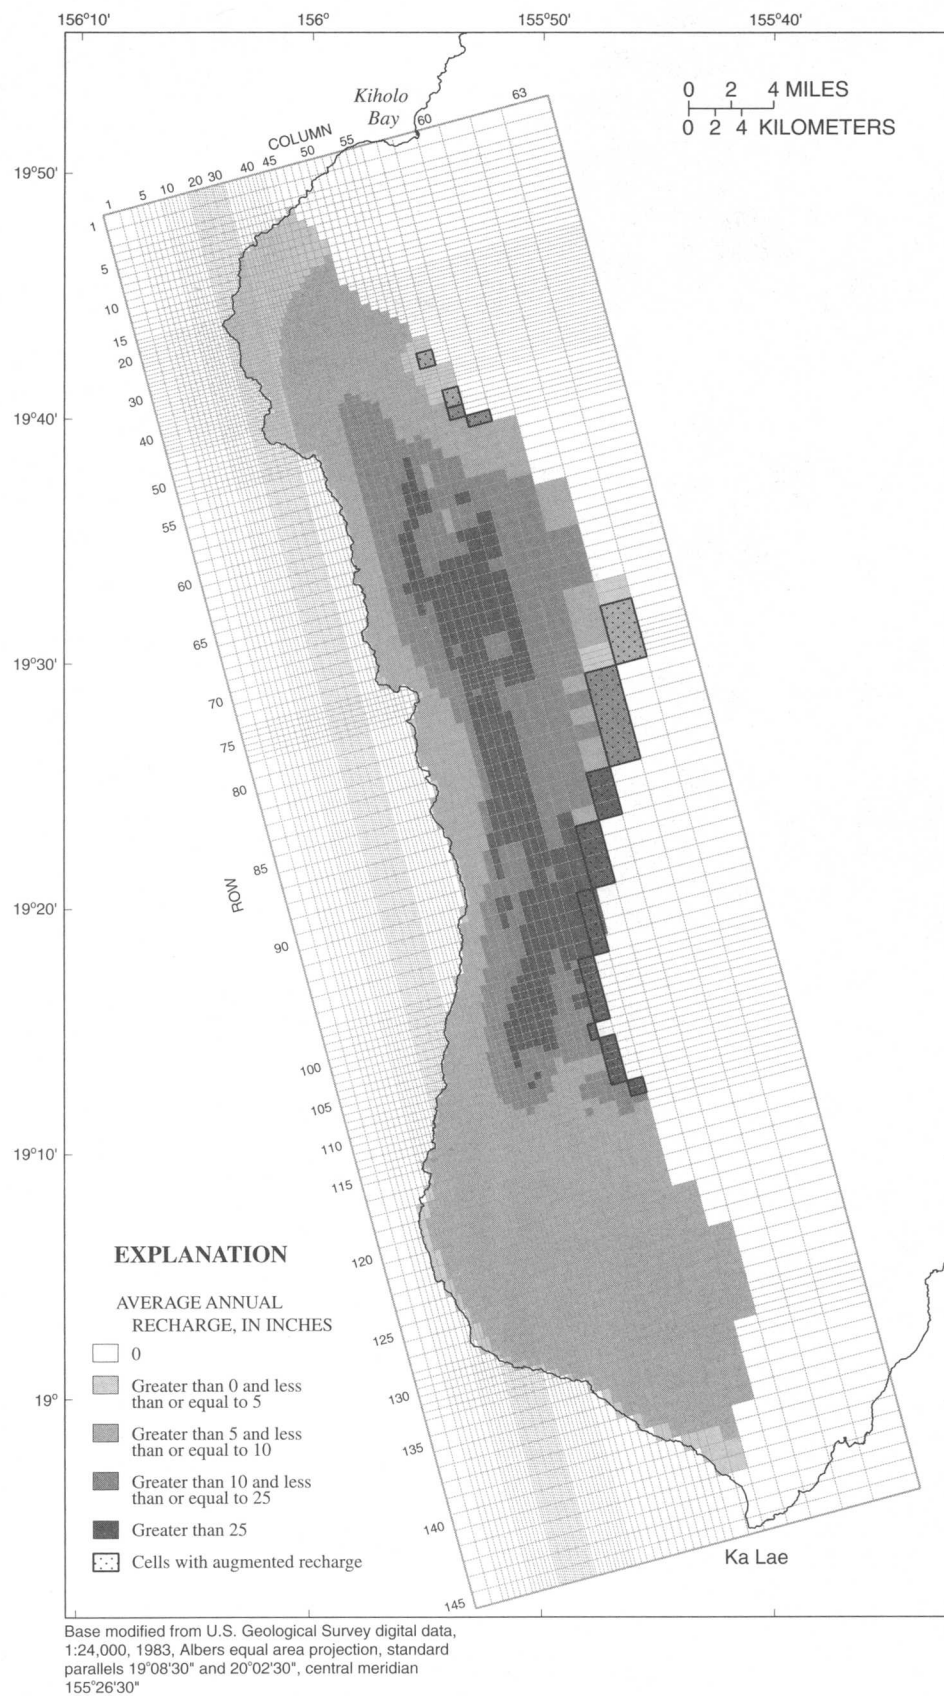 156°10'
156°
155°50'
155°40'
Kiholo
Bay
0 2 4 MILES
0 2 4 KILOMETERS
COLUMN
1 5 10 20 30 40 45 50 55 60 63
19°50'
19°40'
19°30'
19°20'
19°10'
19°
ROW
1
5
10
15
20
30
40
50
55
60
65
70
75
80
85
90
100
105
110
115
120
125
130
135
140
145
EXPLANATION
AVERAGE ANNUAL
RECHARGE, IN INCHES
0
Greater than 0 and less
than or equal to 5
Greater than 5 and less
than or equal to 10
Greater than 10 and less
than or equal to 25
Greater than 25
Cells with augmented recharge
Ka Lae
Base modified from U.S. Geological Survey digital data,
1:24,000, 1983, Albers equal area projection, standard
parallels 19°08'30" and 20°02'30", central meridian
155°26'30"